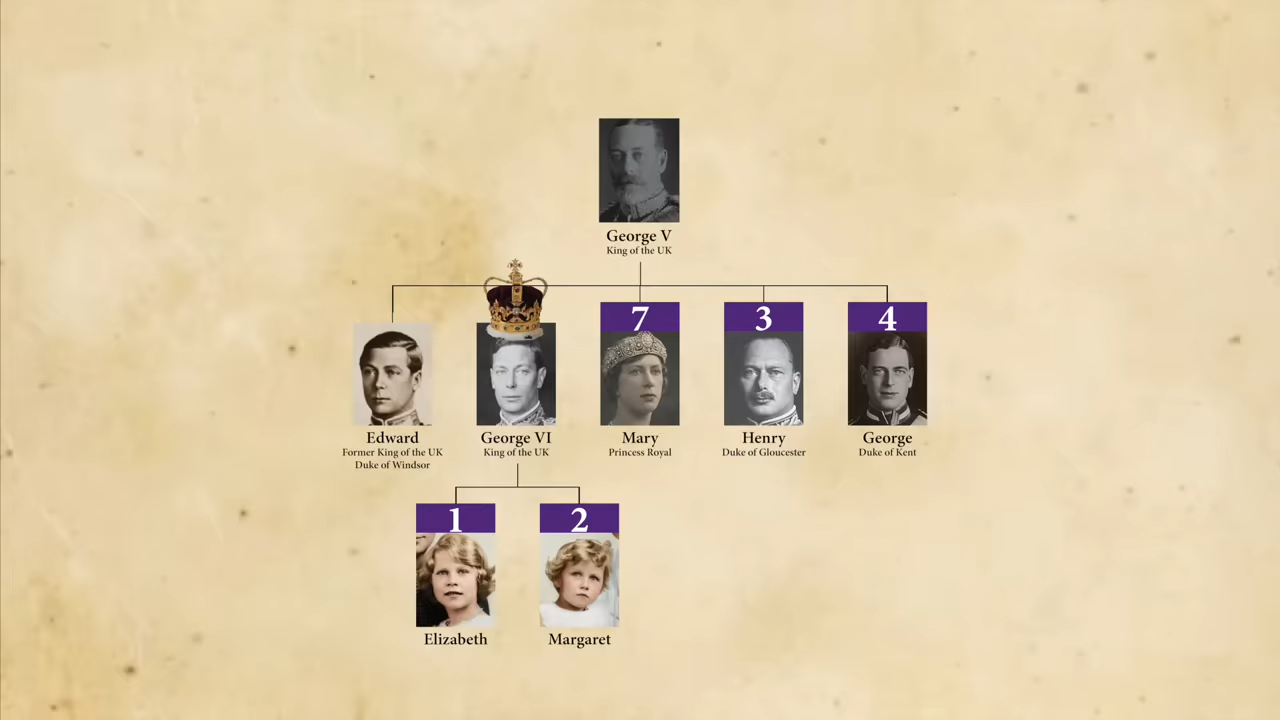 George V
King of the UK
7
3
4
Edward
Former King of the UK
Duke of Windsor
George VI
King of the UK
Mary
Princess Royal
Henry
Duke of Gloucester
George
Duke of Kent
1
2
Elizabeth
Margaret